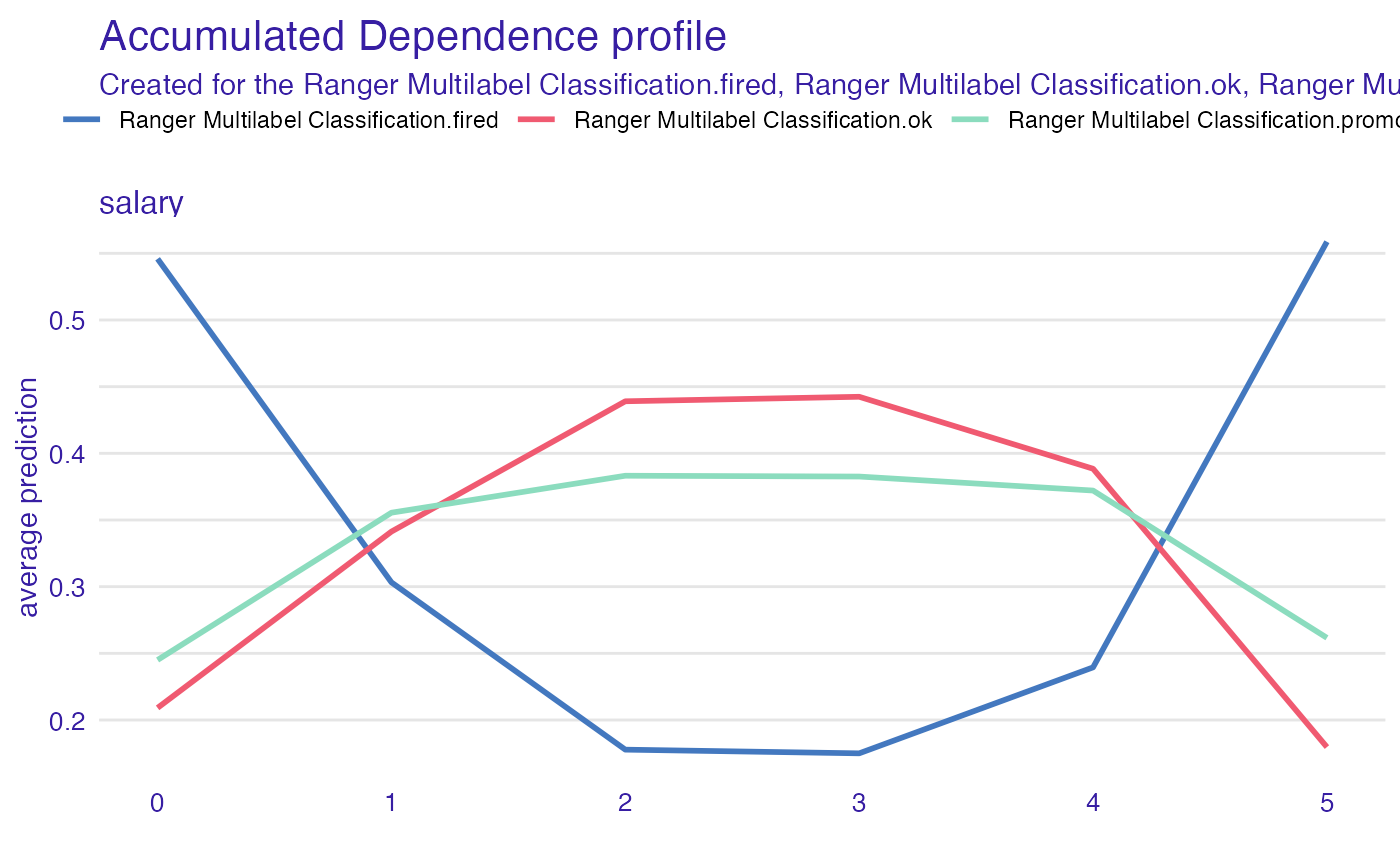 Accumulated Dependence profile
Created for the Ranger Multilabel Classification.fired, Ranger Multilabel Classification.ok, Ranger Mu
Ranger Multilabel Classification.fired Ranger Multilabel Classification.ok Ranger Multilabel Classification.promo
salary
average prediction
0.5
0.4
0.3
0.2
0 1 2 3 4 5